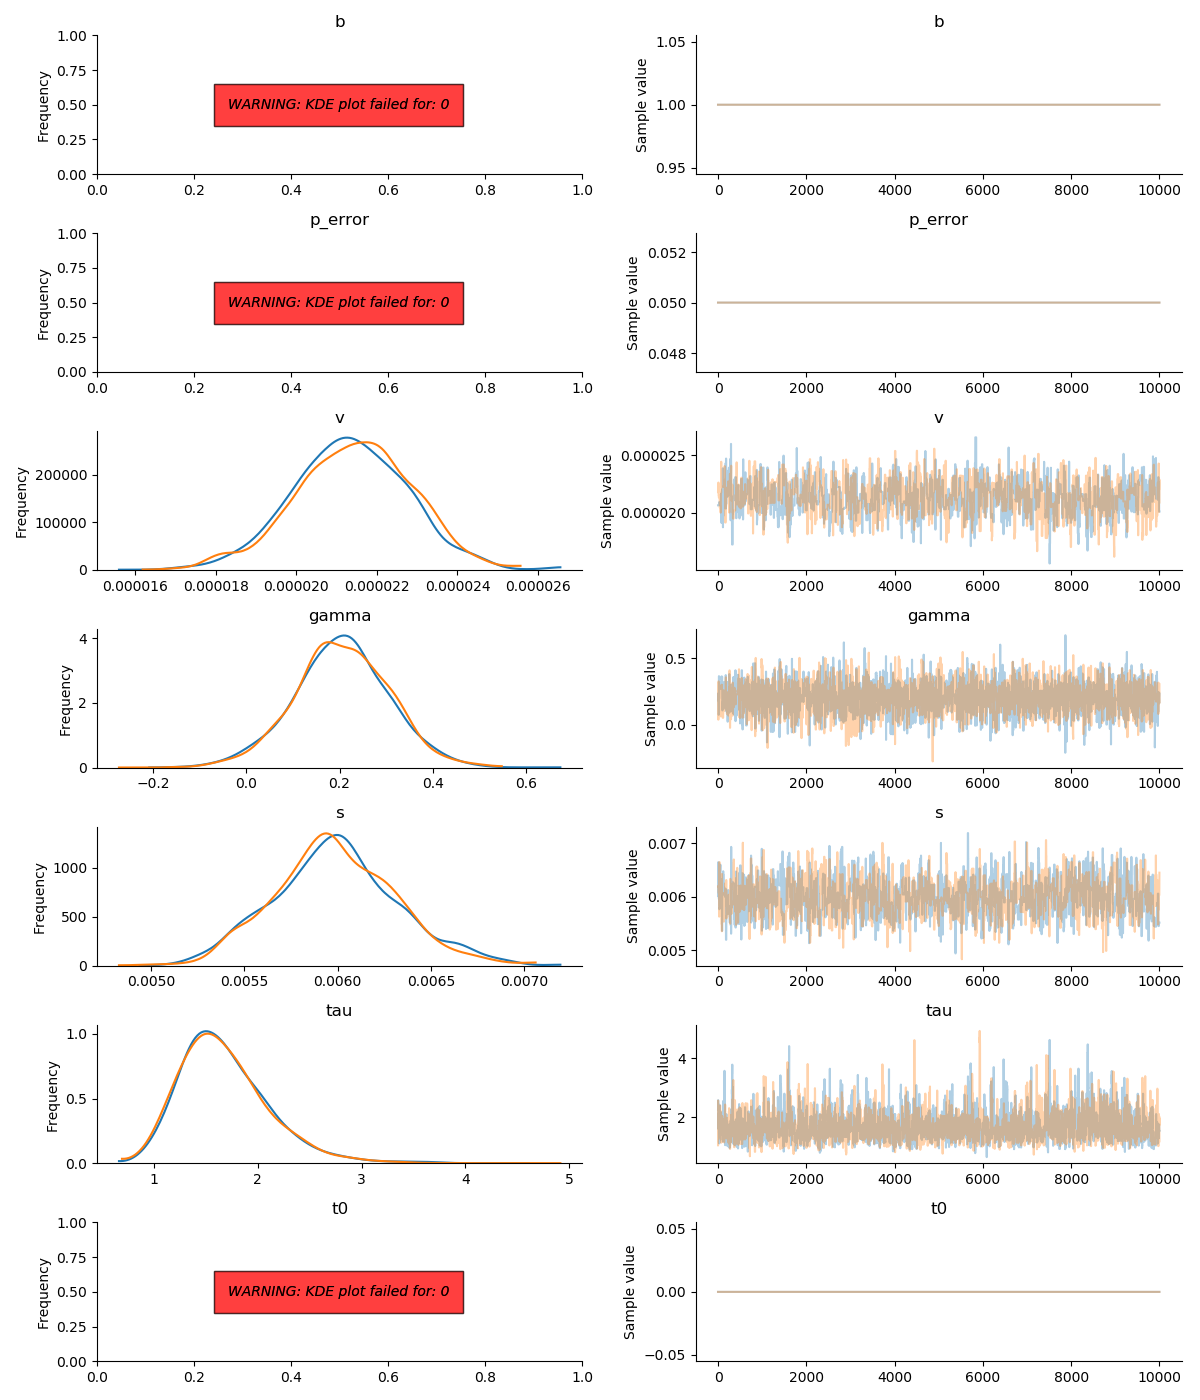 b
b
1.00
0.75
0.50
0.25
0.00
Frequency
WARNING: KDE plot failed for: 0
0.0 0.2 0.4 0.6 0.8 1.0
1.05
1.00
0.95
Sample value
0 2000 4000 6000 8000 10000
p_error
p_error
1.00
0.75
0.50
0.25
0.00
Frequency
WARNING: KDE plot failed for: 0
0.0 0.2 0.4 0.6 0.8 1.0
0.052
0.050
0.048
Sample value
0 2000 4000 6000 8000 10000
v
v
200000
100000
0
Frequency
0.000016 0.000018 0.000020 0.000022 0.000024 0.000026
0.000025
0.000020
Sample value
0 2000 4000 6000 8000 10000
gamma
gamma
4
2
0
Frequency
−0.2 0.0 0.2 0.4 0.6
0.5
0.0
Sample value
0 2000 4000 6000 8000 10000
s
s
1000
500
0
Frequency
0.0050 0.0055 0.0060 0.0065 0.0070
0.007
0.006
0.005
Sample value
0 2000 4000 6000 8000 10000
tau
tau
1.0
0.5
0.0
Frequency
1 2 3 4 5
4
2
Sample value
0 2000 4000 6000 8000 10000
t0
t0
1.00
0.75
0.50
0.25
0.00
Frequency
WARNING: KDE plot failed for: 0
0.0 0.2 0.4 0.6 0.8 1.0
0.05
0.00
−0.05
Sample value
0 2000 4000 6000 8000 10000